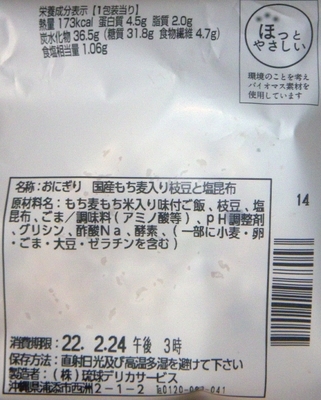 栄養成分表示【1包装当り】
熱量 173kcal 蛋白質 4.5g 脂質 2.0g
炭水化物 36.5g (糖質 31.8g 食物繊維 4.7g)
食塩相当量 1.06g
ほっと
やさしい
環境のことを考え
バイオマス素材を
使用しています
名称:おにぎり 国産もち麦入り枝豆と塩昆布
原材料名:もち麦もち米入り味付ご飯、枝豆、塩
昆布、ごま/調味料(アミノ酸等)、pH調整剤
、グリシン、酢酸Na、酵素、(一部に小麦・卵
・ごま・大豆・ゼラチンを含む)
14
消費期限:22. 2.24 午後 3時
保存方法:直射日光及び高温多湿を避けて下さい
製造者:(株)琉球デリカサービス
沖縄県浦添市西洲2-1-2